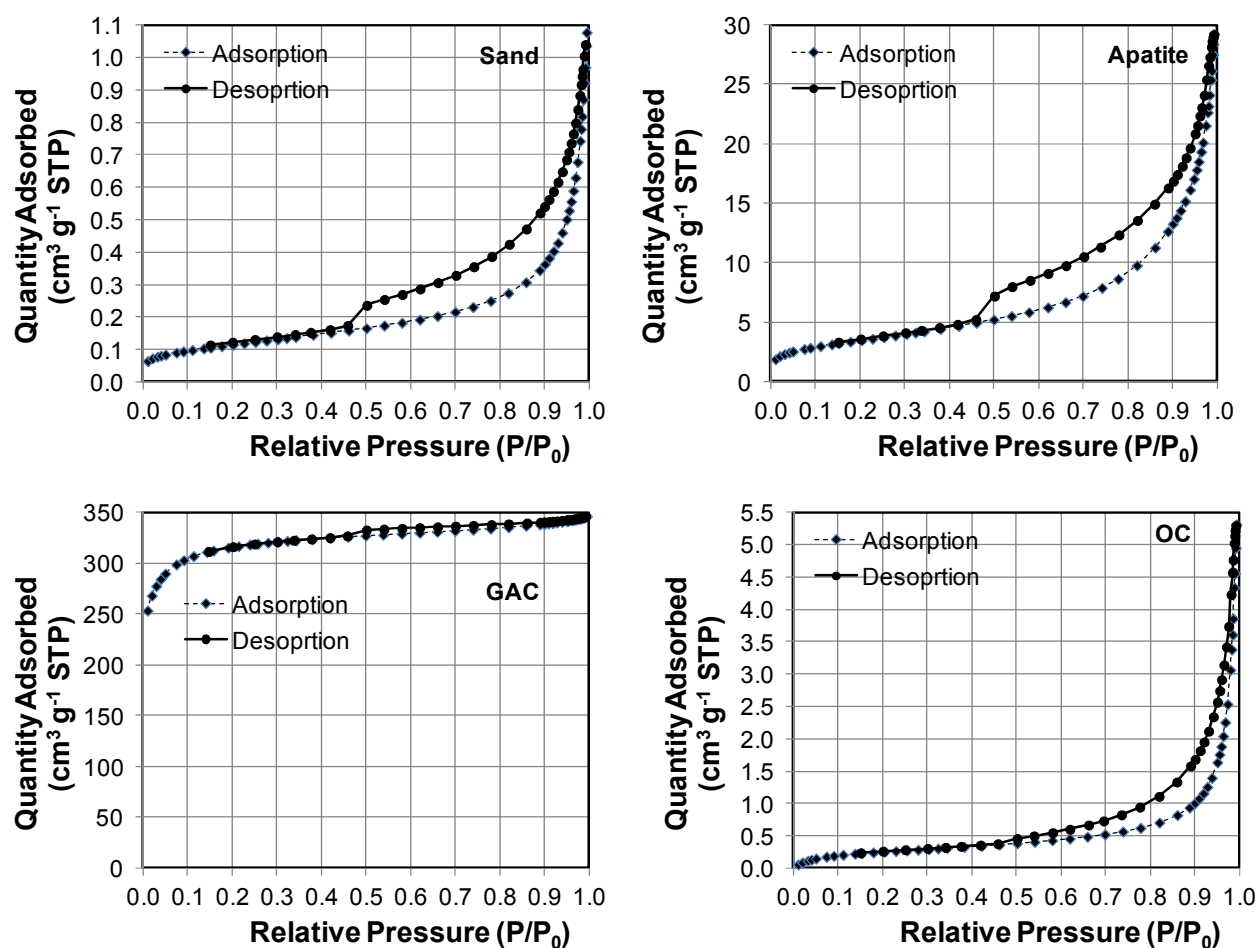 Sand
Adsorption
Desoprtion
Quantity Adsorbed
(cm³ g⁻¹ STP)
1.1
1.0
0.9
0.8
0.7
0.6
0.5
0.4
0.3
0.2
0.1
0.0
0.0 0.1 0.2 0.3 0.4 0.5 0.6 0.7 0.8 0.9 1.0
Relative Pressure (P/P₀)
Apatite
Adsorption
Desoprtion
Quantity Adsorbed
(cm³ g⁻¹ STP)
30
25
20
15
10
5
0
0.0 0.1 0.2 0.3 0.4 0.5 0.6 0.7 0.8 0.9 1.0
Relative Pressure (P/P₀)
GAC
Adsorption
Desoprtion
Quantity Adsorbed
(cm³ g⁻¹ STP)
350
300
250
200
150
100
50
0
0.0 0.1 0.2 0.3 0.4 0.5 0.6 0.7 0.8 0.9 1.0
Relative Pressure (P/P₀)
OC
Adsorption
Desoprtion
Quantity Adsorbed
(cm³ g⁻¹ STP)
5.5
5.0
4.5
4.0
3.5
3.0
2.5
2.0
1.5
1.0
0.5
0.0
0.0 0.1 0.2 0.3 0.4 0.5 0.6 0.7 0.8 0.9 1.0
Relative Pressure (P/P₀)